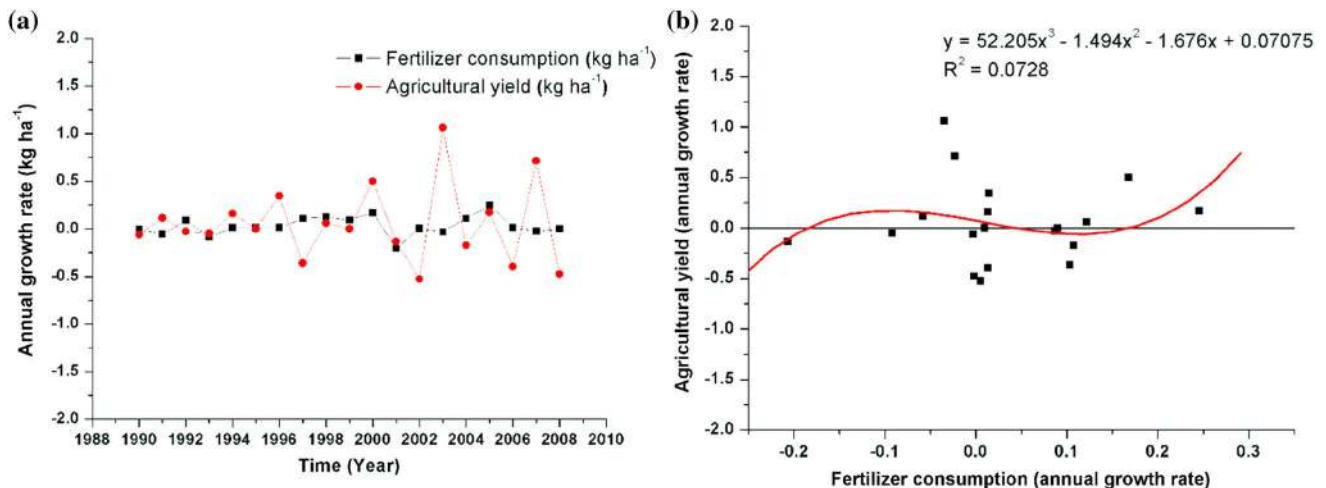 (a)
2.0
1.5
1.0
0.5
0.0
-0.5
-1.0
-1.5
-2.0
Annual growth rate (kg ha⁻¹)
Fertilizer consumption (kg ha⁻¹)
Agricultural yield (kg ha⁻¹)
1988 1990 1992 1994 1996 1998 2000 2002 2004 2006 2008 2010
Time (Year)
(b)
2.0
1.5
1.0
0.5
0.0
-0.5
-1.0
-1.5
-2.0
Agricultural yield (annual growth rate)
y = 52.205x³ - 1.494x² - 1.676x + 0.07075
R² = 0.0728
-0.2 -0.1 0.0 0.1 0.2 0.3
Fertilizer consumption (annual growth rate)